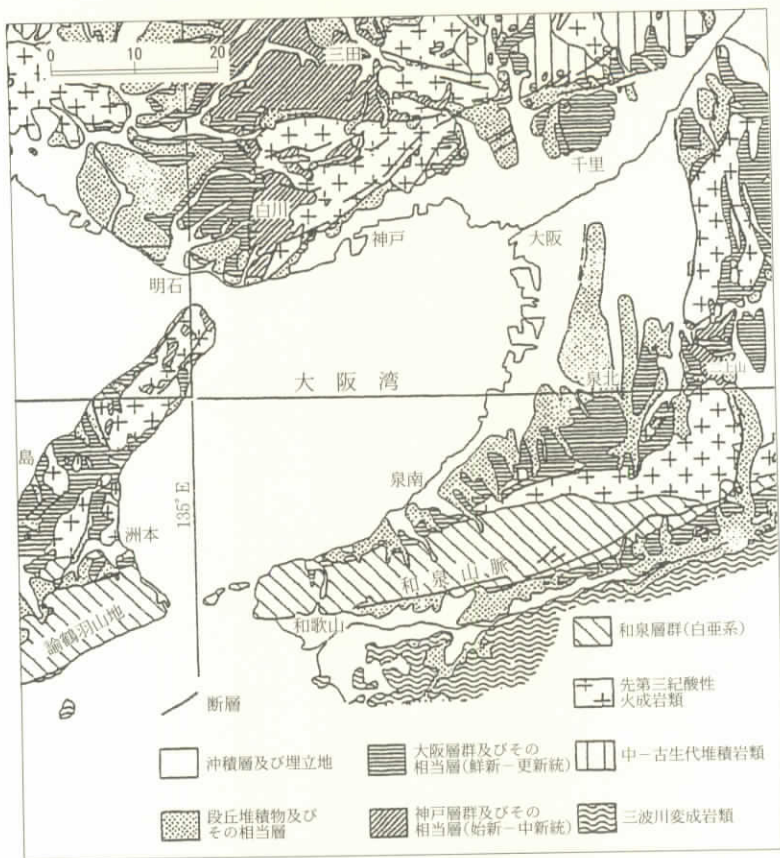 0 10 20
三田
千里
白川
神戸
大阪
明石
大阪湾
泉北
二上山
島
135°E
泉南
洲本
和泉山脈
諭鶴羽山地
和歌山
和泉層群(白亜系)
先第三紀酸性
火成岩類
断層
沖積層及び埋立地
大阪層群及びその
相当層(鮮新－更新統)
中－古生代堆積岩類
段丘堆積物及び
その相当層
神戸層群及びその
相当層(始新－中新統)
三波川変成岩類